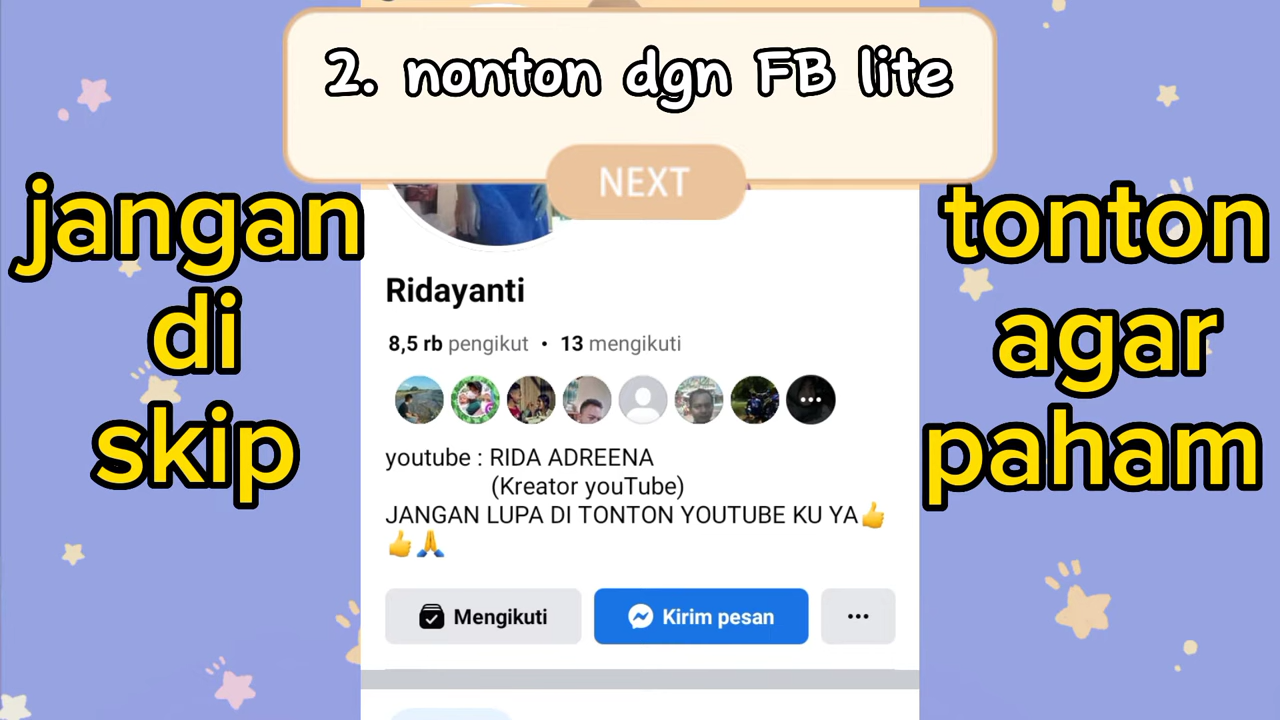 2. nonton dgn FB lite
NEXT
jangan
di
skip
tonton
agar
paham
Ridayanti
8,5 rb pengikut • 13 mengikuti
youtube : RIDA ADREENA
(Kreator youTube)
JANGAN LUPA DI TONTON YOUTUBE KU YA👍
👍🙏
Mengikuti
Kirim pesan